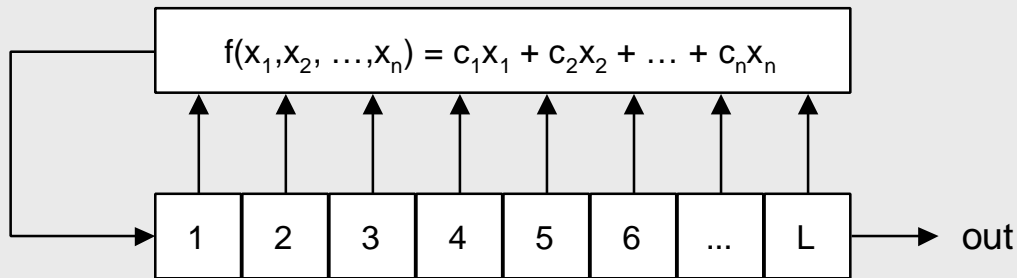 f(x₁,x₂, …,xₙ) = c₁x₁ + c₂x₂ + … + cₙxₙ
1 2 3 4 5 6 ... L out